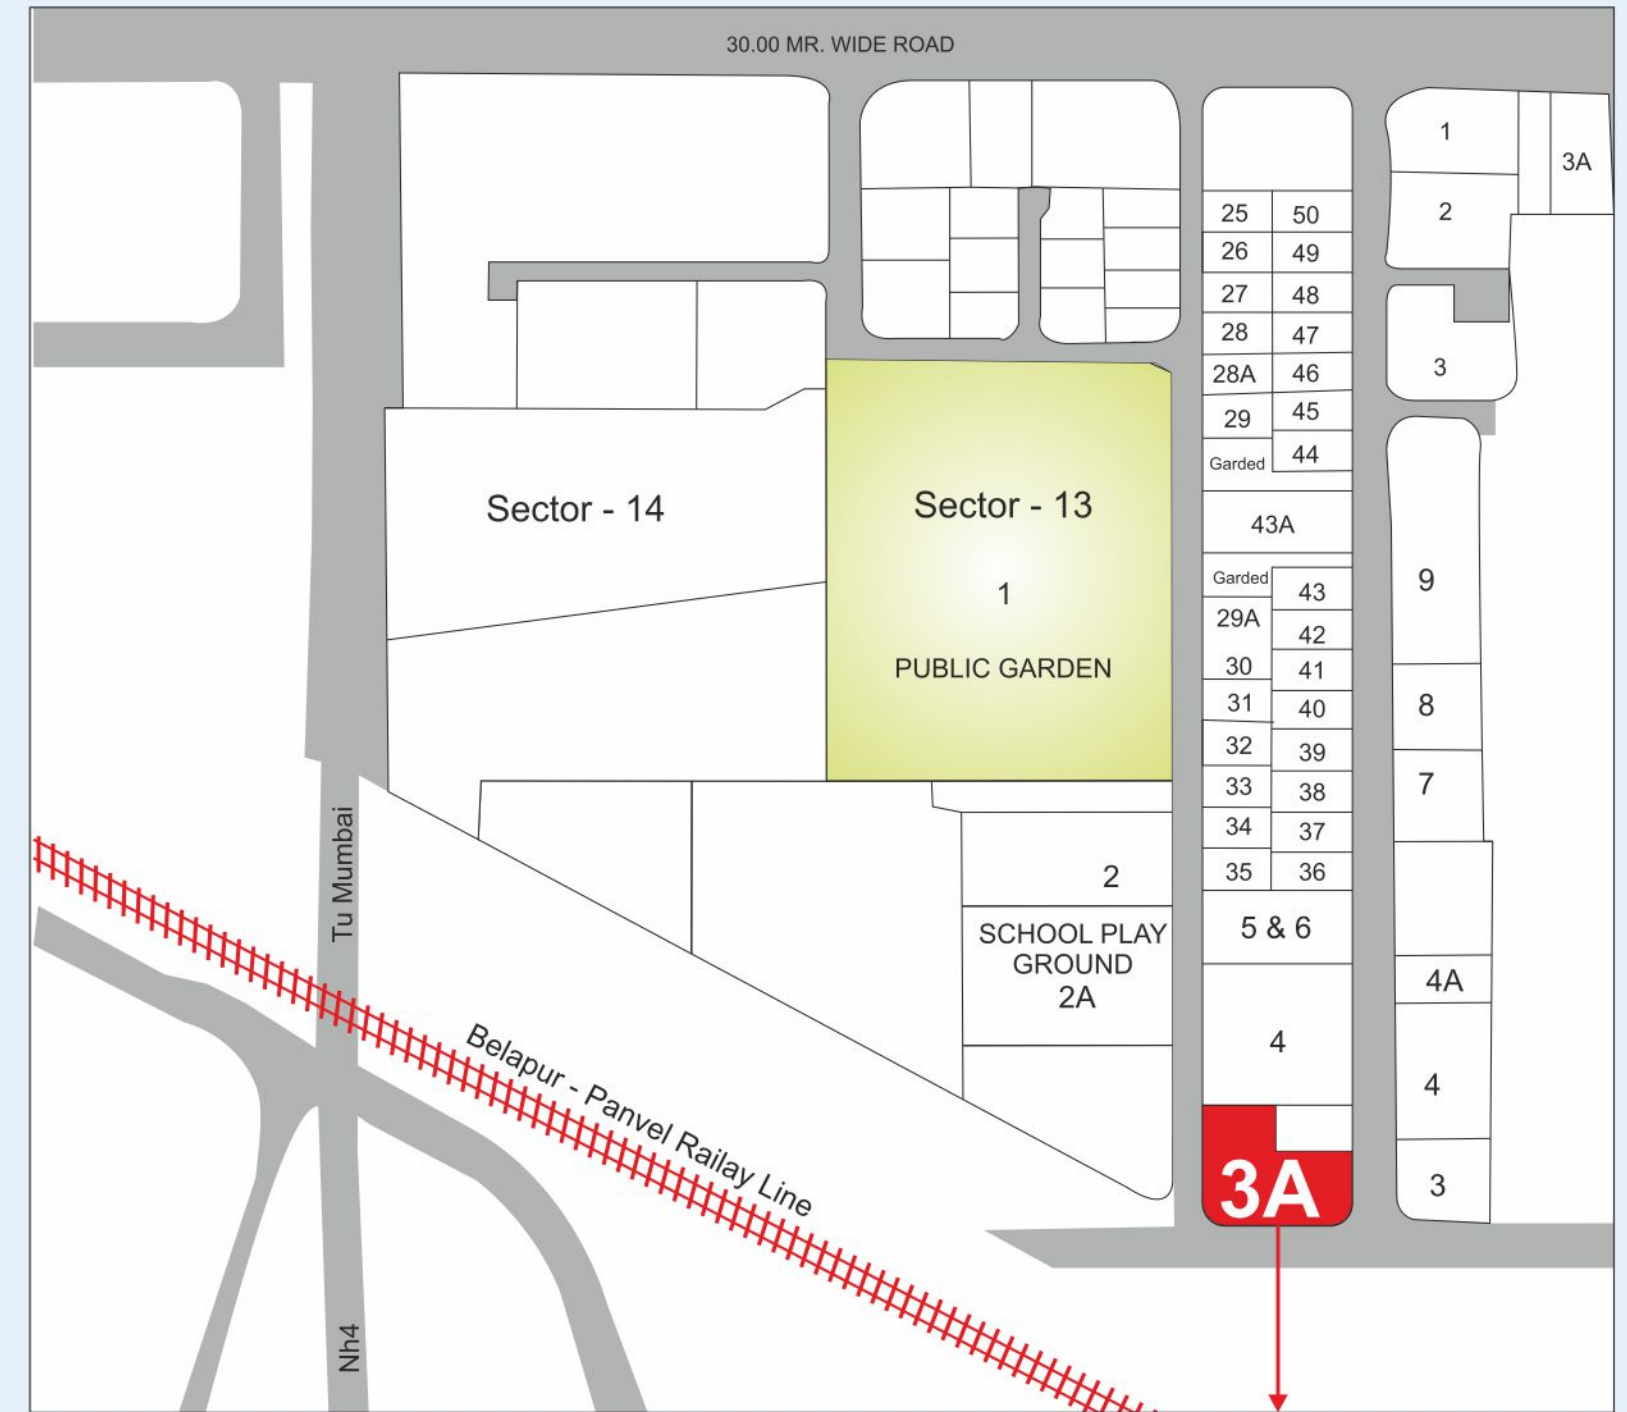 30.00 MR. WIDE ROAD
1
3A
2
25 50
26 49
27 48
28 47
28A 46
29 45
Garded 44
3
Sector - 14
Sector - 13
1
PUBLIC GARDEN
43A
Garded 43
29A 42
30 41
31 40
32 39
33 38
34 37
35 36
9
8
7
Tu Mumbai
2
SCHOOL PLAY
GROUND
2A
5 & 6
4
4A
4
3
3A
Belapur - Panvel Railay Line
Nh4